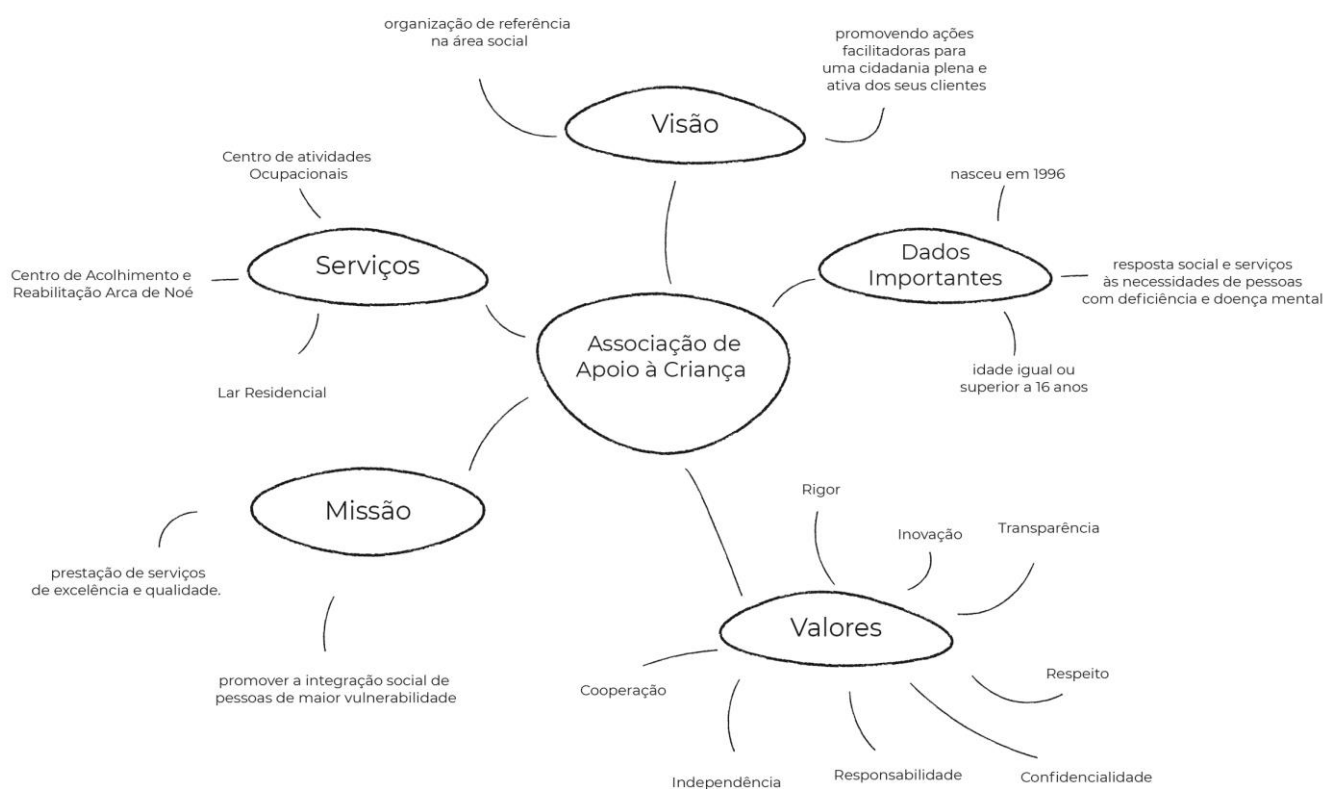 organização de referência
na área social
promovendo ações
facilitadoras para
uma cidadania plena e
ativa dos seus clientes
Visão
Centro de atividades
Ocupacionais
nasceu em 1996
Serviços
Dados
Importantes
Centro de Acolhimento e
Reabilitação Arca de Noé
resposta social e serviços
às necessidades de pessoas
com deficiência e doença mental
Associação de
Apoio à Criança
Lar Residencial
idade igual ou
superior a 16 anos
Missão
Rigor
Inovação
Transparência
prestação de serviços
de excelência e qualidade.
Valores
promover a integração social de
pessoas de maior vulnerabilidade
Cooperação
Respeito
Independência
Responsabilidade
Confidencialidade